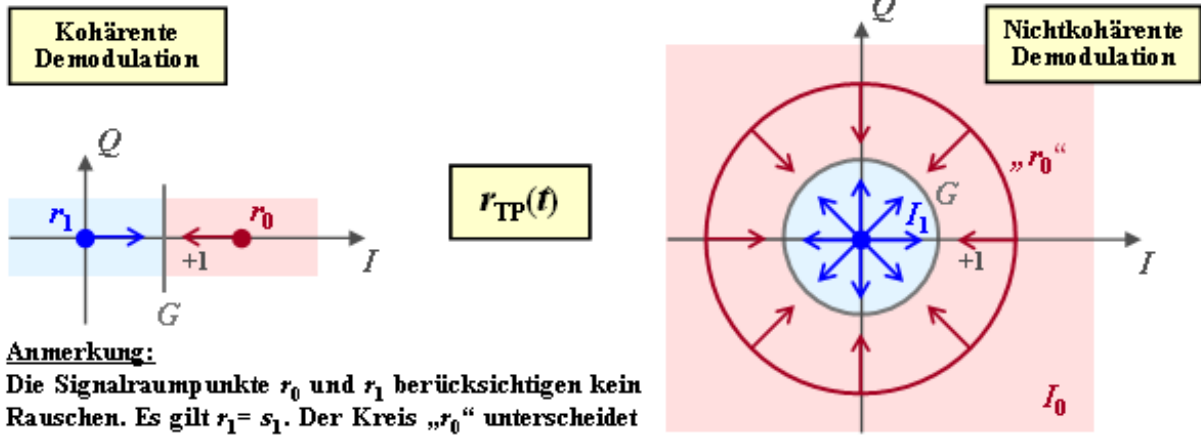 Kohärente
Demodulation
Q
r₁
r₀
+1
I
G
r_TP(t)
Anmerkung:
Die Signalraumpunkte r₀ und r₁ berücksichtigen kein
Rauschen. Es gilt r₁= s₁. Der Kreis „r₀“ unterscheidet
Q
Nichtkohärente
Demodulation
„r₀“
G
I₁
+1
I
I₀